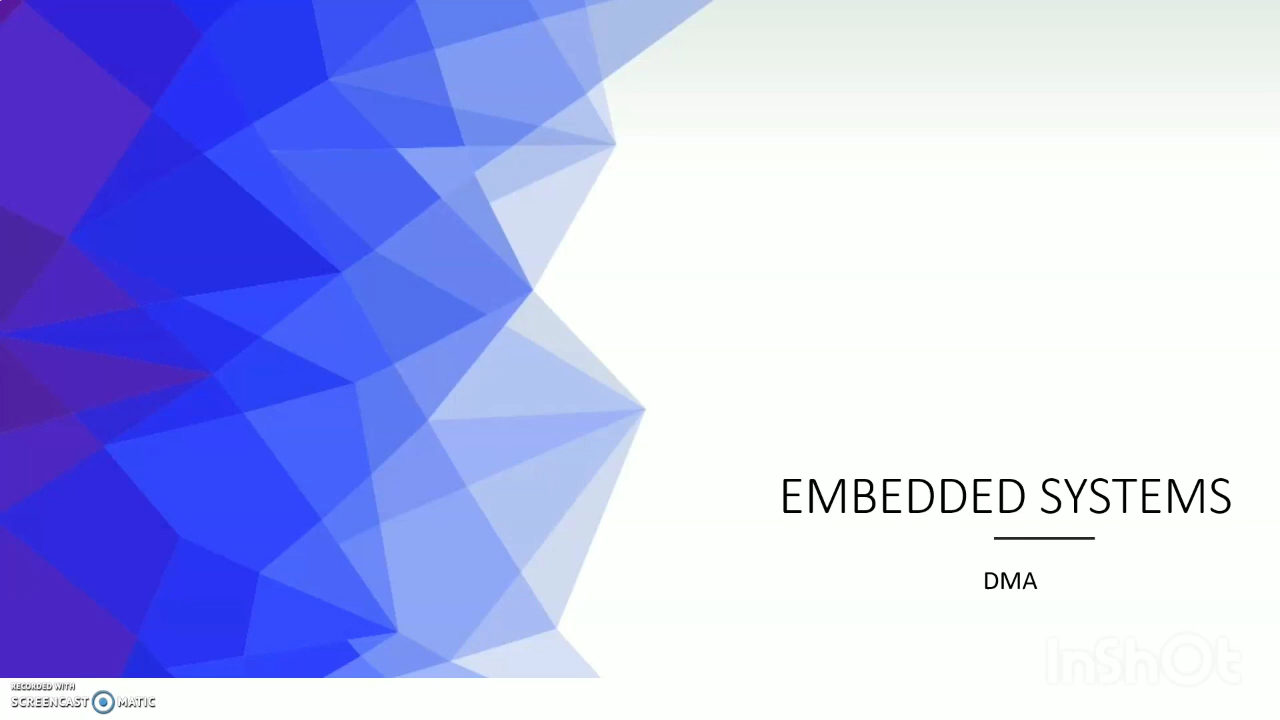 EMBEDDED SYSTEMS
DMA
InShOt
RECORDED WITH
SCREENCAST MATIC